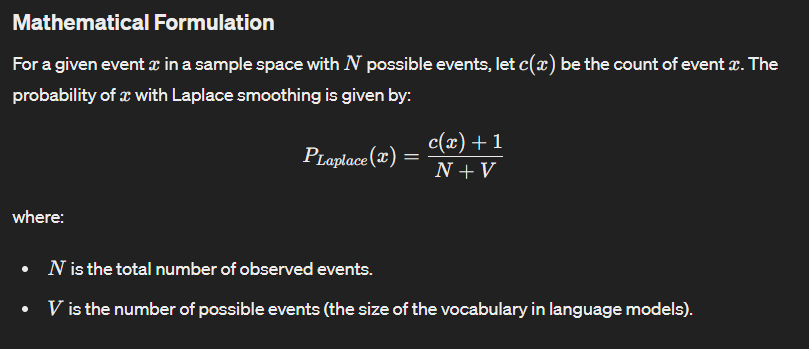 Mathematical Formulation
For a given event x in a sample space with N possible events, let c(x) be the count of event x. The
probability of x with Laplace smoothing is given by:
P_{Laplace}(x) = \frac{c(x) + 1}{N + V}
where:
• N is the total number of observed events.
• V is the number of possible events (the size of the vocabulary in language models).